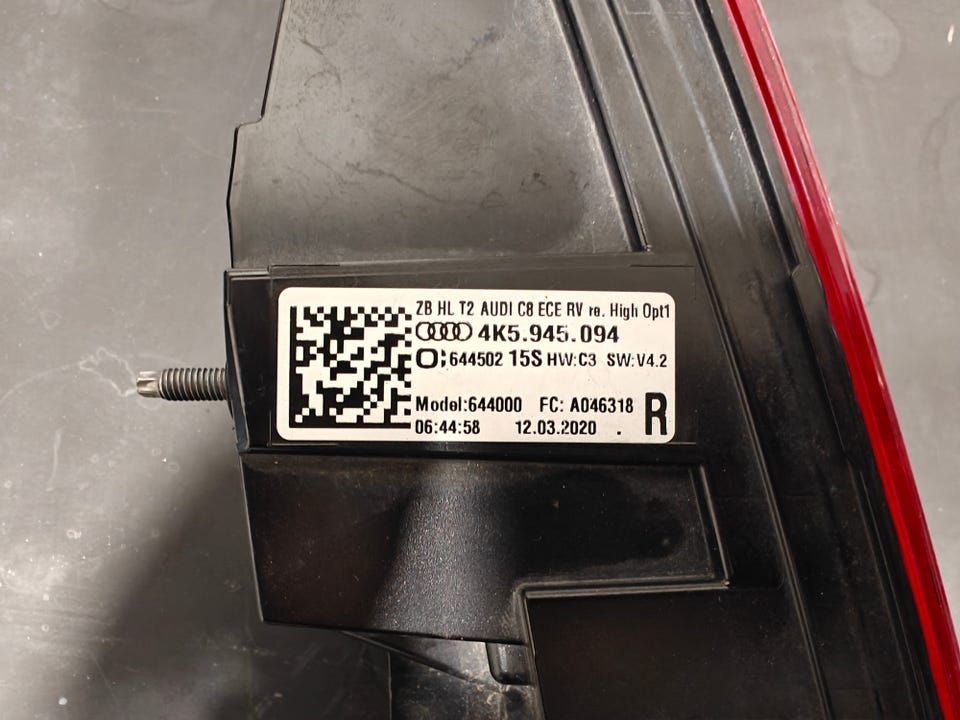 ZB HL T2 AUDI C8 ECE RV re. High Opt1
4K5.945.094
644502 15S HW:C3 SW:V4.2
Model:644000 FC: A046318 R
06:44:58 12.03.2020 .